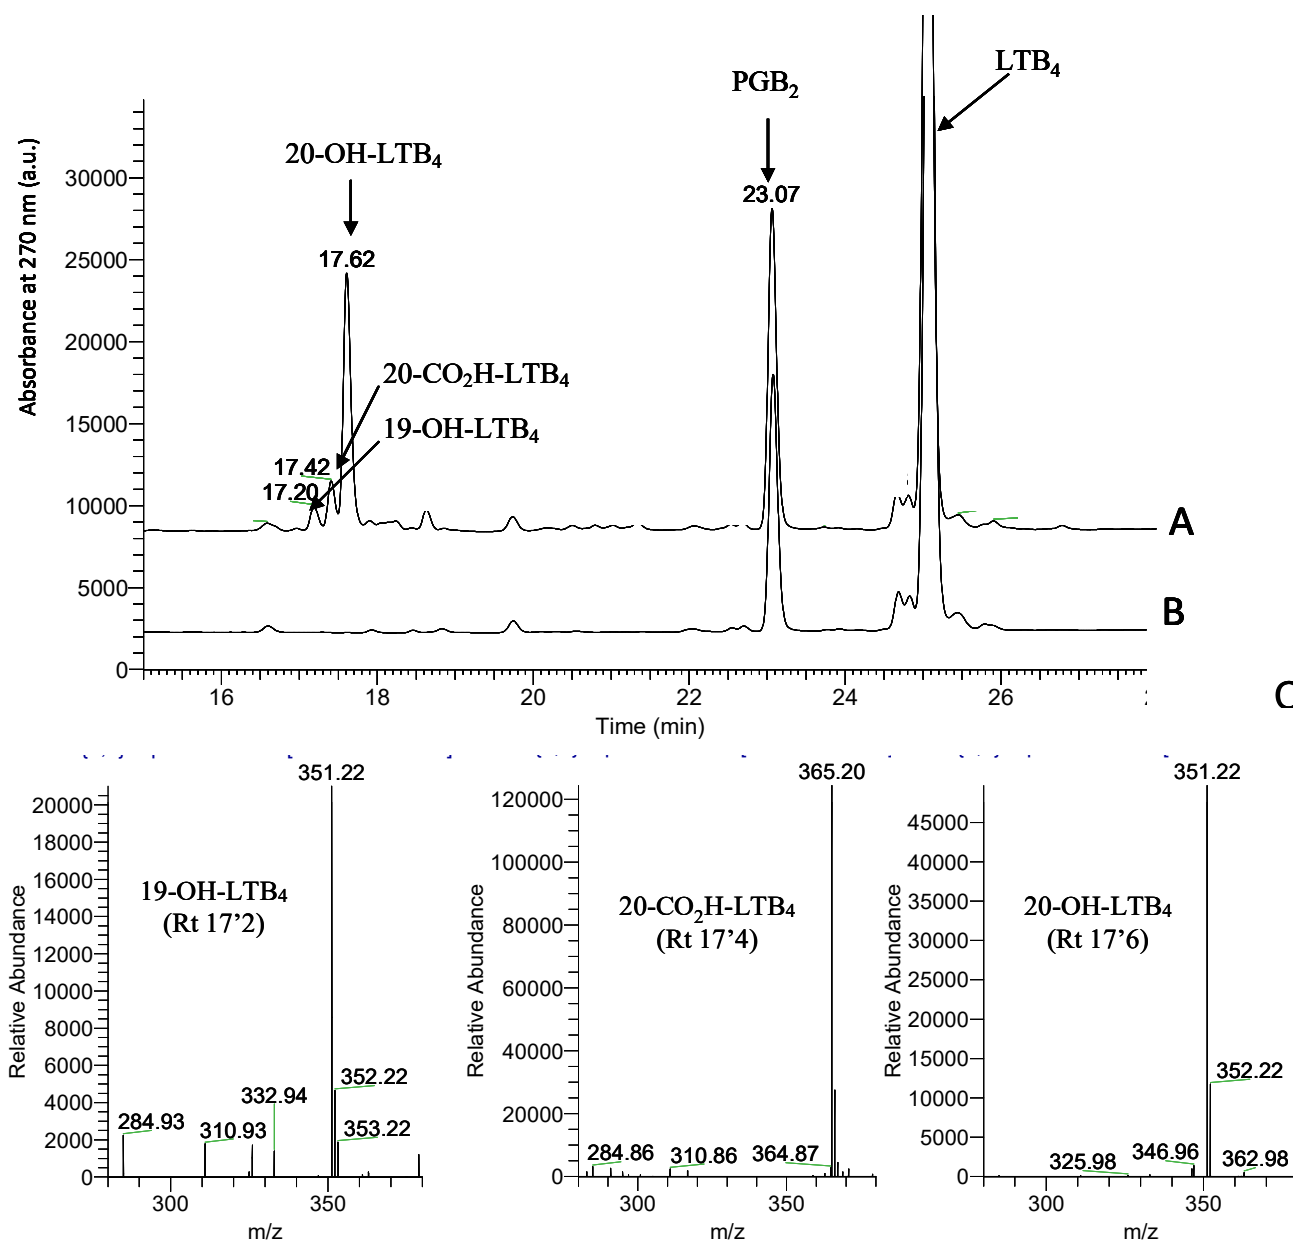 LTB₄
PGB₂
20-OH-LTB₄
23.07
17.62
20-CO₂H-LTB₄
19-OH-LTB₄
17.42
17.20
Absorbance at 270 nm (a.u.)
30000
25000
20000
15000
10000
5000
0
A
B
16 18 20 22 24 26
Time (min)
C
351.22
20000
18000
16000
14000
12000
10000
8000
6000
4000
2000
0
Relative Abundance
19-OH-LTB₄
(Rt 17’2)
352.22
332.94
284.93
310.93
353.22
300 350
m/z
365.20
120000
100000
80000
60000
40000
20000
0
Relative Abundance
20-CO₂H-LTB₄
(Rt 17’4)
284.86
310.86
364.87
300 350
m/z
351.22
45000
40000
35000
30000
25000
20000
15000
10000
5000
0
Relative Abundance
20-OH-LTB₄
(Rt 17’6)
352.22
346.96
325.98
362.98
300 350
m/z